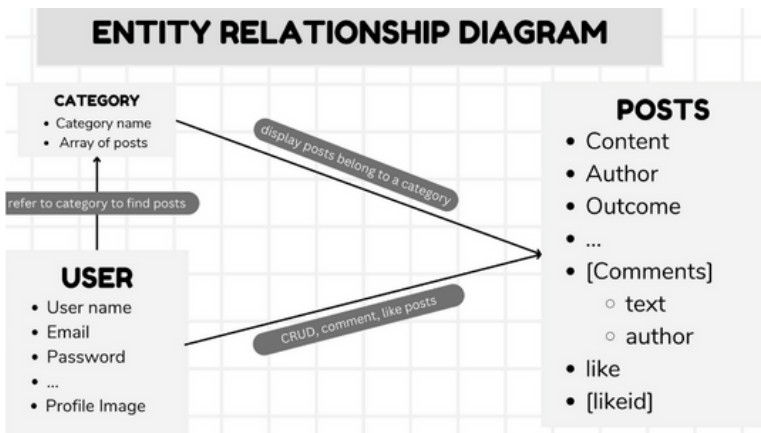 ENTITY RELATIONSHIP DIAGRAM
CATEGORY
• Category name
• Array of posts
display posts belong to a category
refer to category to find posts
USER
• User name
• Email
• Password
• ...
• Profile Image
CRUD, comment, like posts
POSTS
• Content
• Author
• Outcome
• ...
• [Comments]
○ text
○ author
• like
• [likeid]